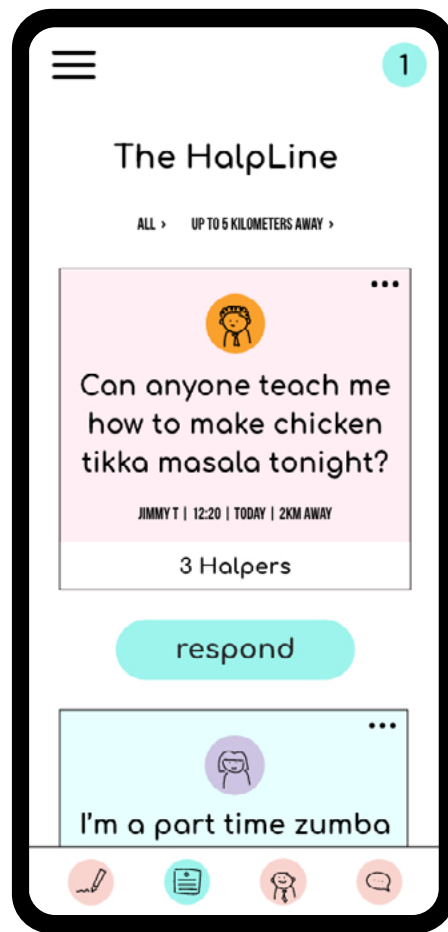 1
The HalpLine
ALL › UP TO 5 KILOMETERS AWAY ›
Can anyone teach me
how to make chicken
tikka masala tonight?
JIMMY T | 12:20 | TODAY | 2KM AWAY
3 Halpers
respond
I'm a part time zumba